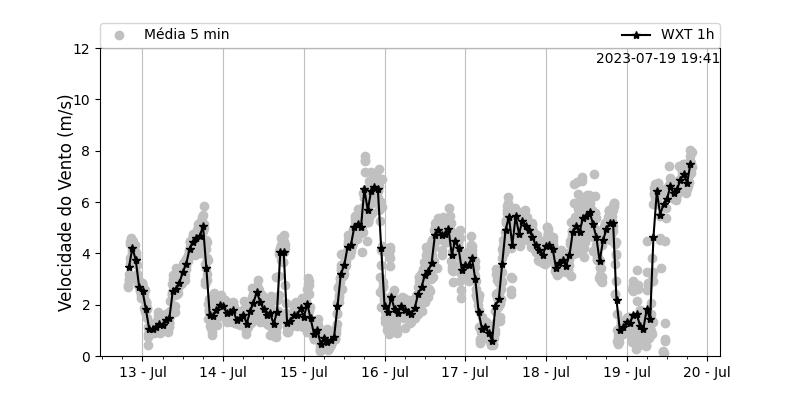 Média 5 min
WXT 1h
2023-07-19 19:41
Velocidade do Vento (m/s)
12
10
8
6
4
2
0
13 - Jul
14 - Jul
15 - Jul
16 - Jul
17 - Jul
18 - Jul
19 - Jul
20 - Jul